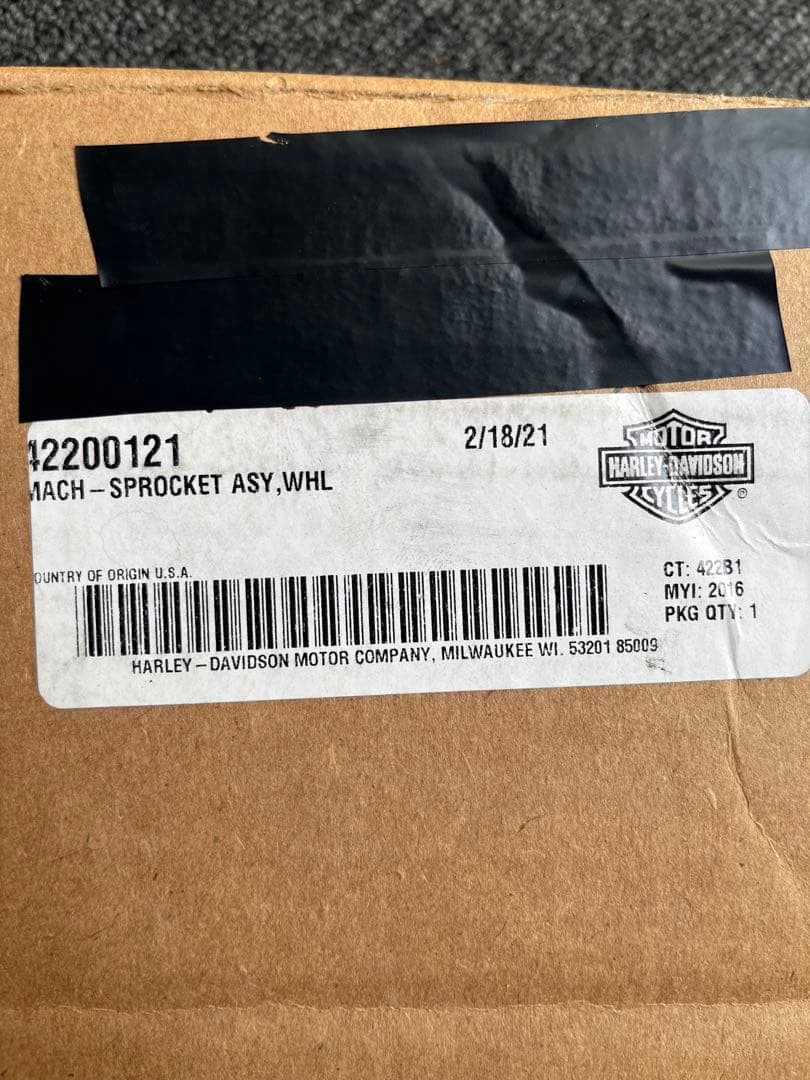 42200121
2/18/21
MACH-SPROCKET ASY,WHL
MOTOR
HARLEY-DAVIDSON
CYCLES
®
OUNTRY OF ORIGIN U.S.A.
CT: 42281
MYI: 2016
PKG QTY: 1
HARLEY-DAVIDSON MOTOR COMPANY, MILWAUKEE WI. 53201 85009